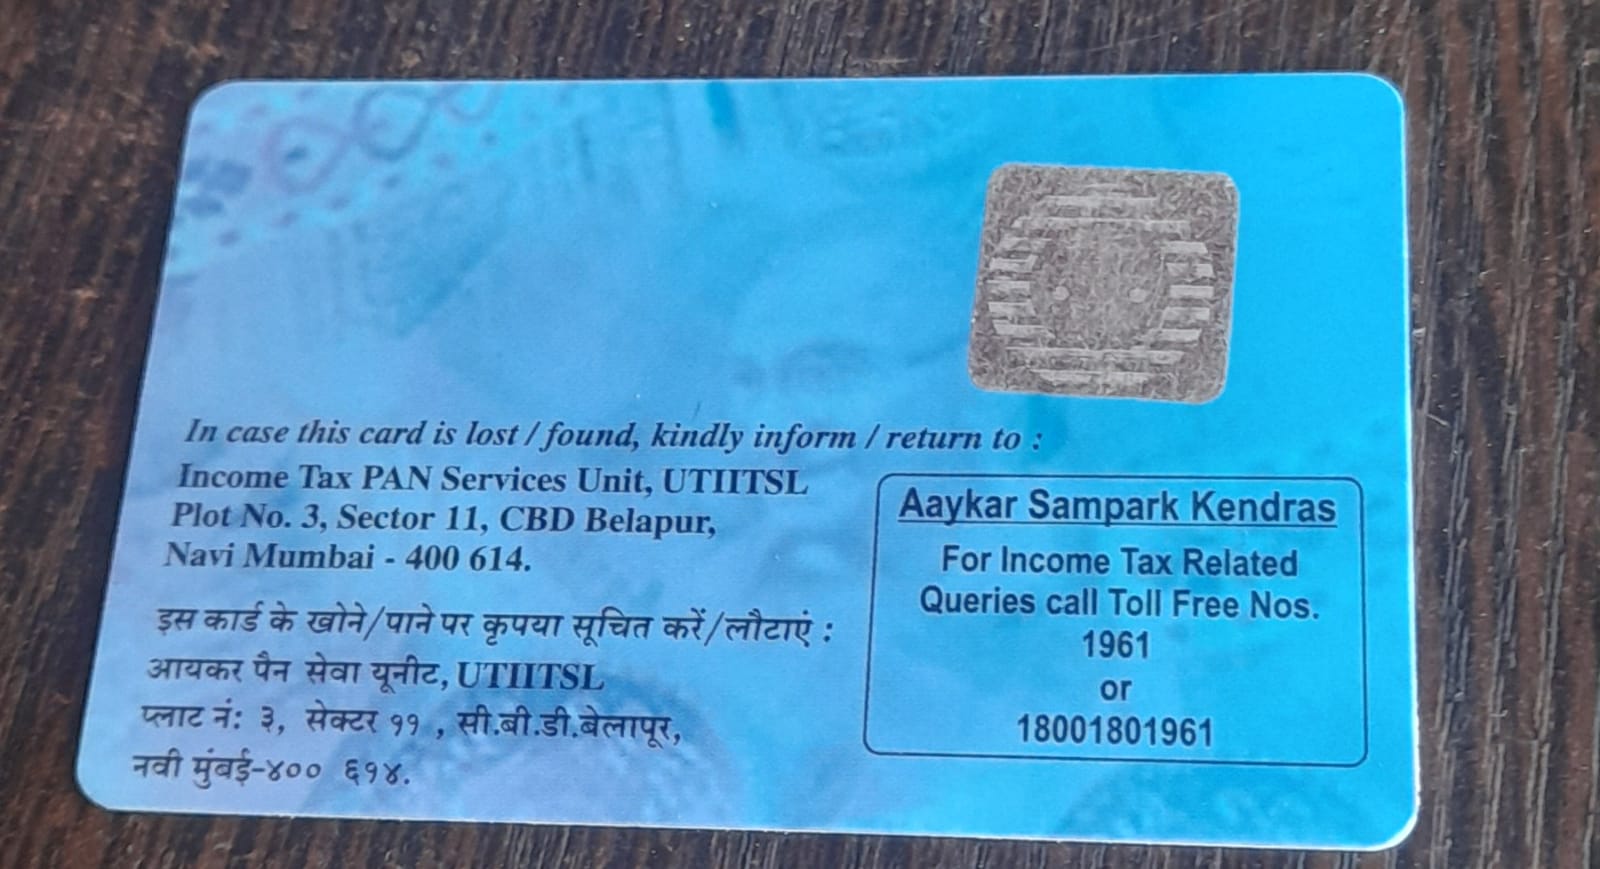 In case this card is lost / found, kindly inform / return to :
Income Tax PAN Services Unit, UTIITSL
Plot No. 3, Sector 11, CBD Belapur,
Navi Mumbai - 400 614.
इस कार्ड के खोने/पाने पर कृपया सूचित करें/लौटाएं :
आयकर पैन सेवा यूनीट, UTIITSL
प्लाट नं: ३, सेक्टर ११ , सी.बी.डी.बेलापूर,
नवी मुंबई-४०० ६१४.
Aaykar Sampark Kendras
For Income Tax Related
Queries call Toll Free Nos.
1961
or
18001801961